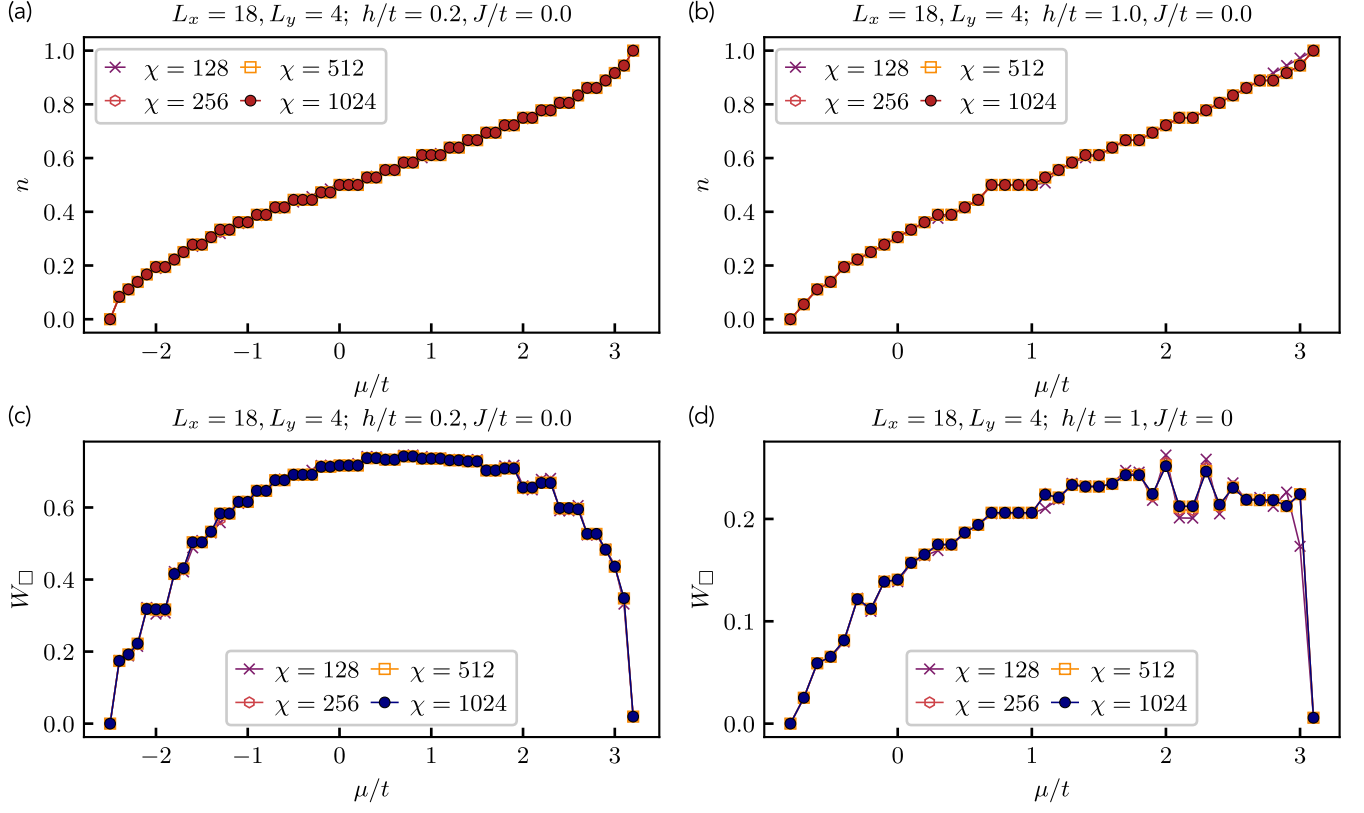 (a) L_x = 18, L_y = 4; h/t = 0.2, J/t = 0.0
n
1.0
0.8
0.6
0.4
0.2
0.0
χ = 128 χ = 512
χ = 256 χ = 1024
−2 −1 0 1 2 3
μ/t
(b) L_x = 18, L_y = 4; h/t = 1.0, J/t = 0.0
n
1.0
0.8
0.6
0.4
0.2
0.0
χ = 128 χ = 512
χ = 256 χ = 1024
0 1 2 3
μ/t
(c) L_x = 18, L_y = 4; h/t = 0.2, J/t = 0.0
W_□
0.6
0.4
0.2
0.0
χ = 128 χ = 512
χ = 256 χ = 1024
−2 −1 0 1 2 3
μ/t
(d) L_x = 18, L_y = 4; h/t = 1, J/t = 0
W_□
0.2
0.1
0.0
χ = 128 χ = 512
χ = 256 χ = 1024
0 1 2 3
μ/t